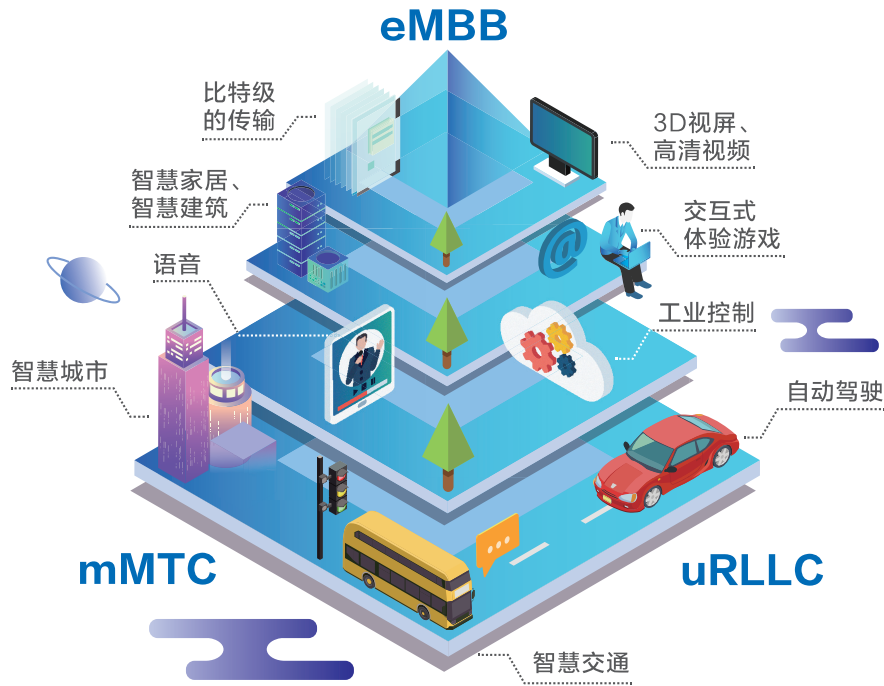 eMBB
比特级
的传输
3D视屏、
高清视频
智慧家居、
智慧建筑
交互式
体验游戏
@
语音
工业控制
智慧城市
自动驾驶
mMTC
uRLLC
智慧交通